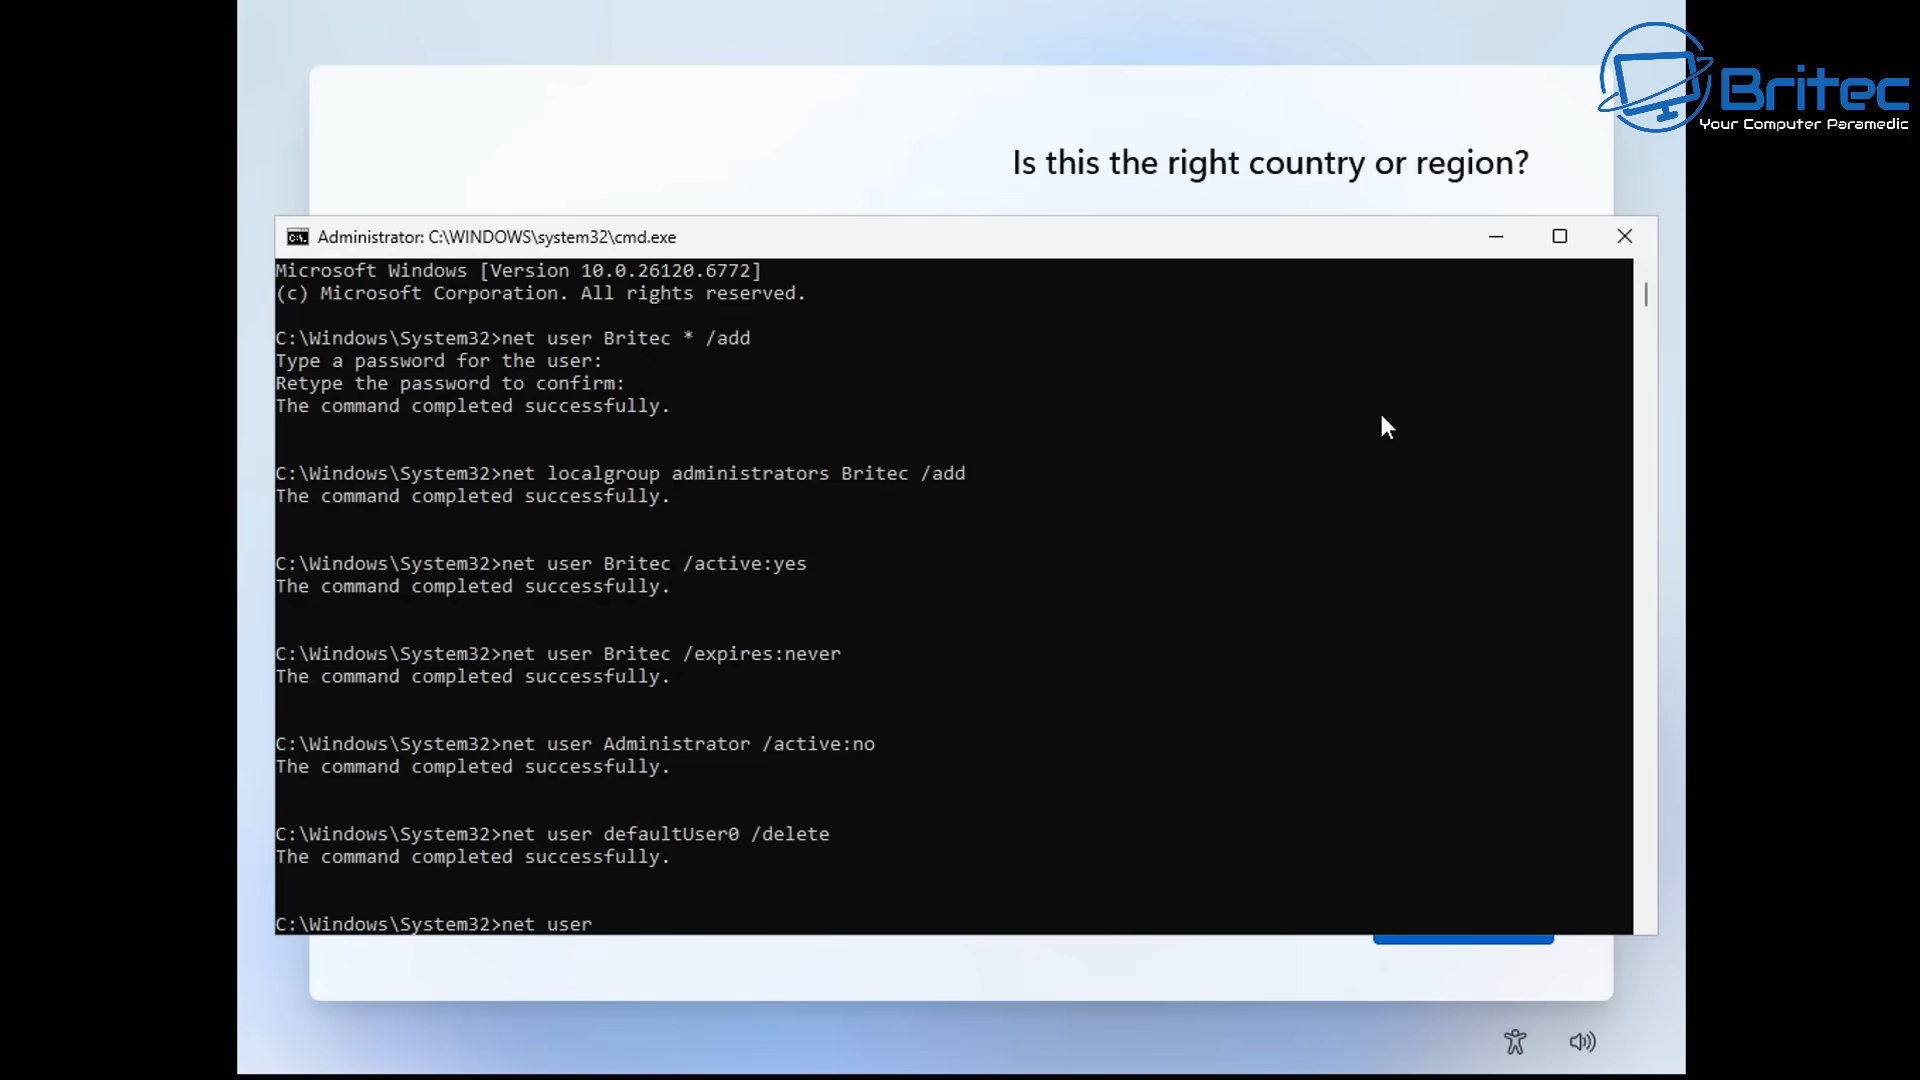 Britec
Your Computer Paramedic
Is this the right country or region?
Administrator: C:\WINDOWS\system32\cmd.exe
Microsoft Windows [Version 10.0.26120.6772]
(c) Microsoft Corporation. All rights reserved.
C:\Windows\System32>net user Britec * /add
Type a password for the user:
Retype the password to confirm:
The command completed successfully.
C:\Windows\System32>net localgroup administrators Britec /add
The command completed successfully.
C:\Windows\System32>net user Britec /active:yes
The command completed successfully.
C:\Windows\System32>net user Britec /expires:never
The command completed successfully.
C:\Windows\System32>net user Administrator /active:no
The command completed successfully.
C:\Windows\System32>net user defaultUser0 /delete
The command completed successfully.
C:\Windows\System32>net user